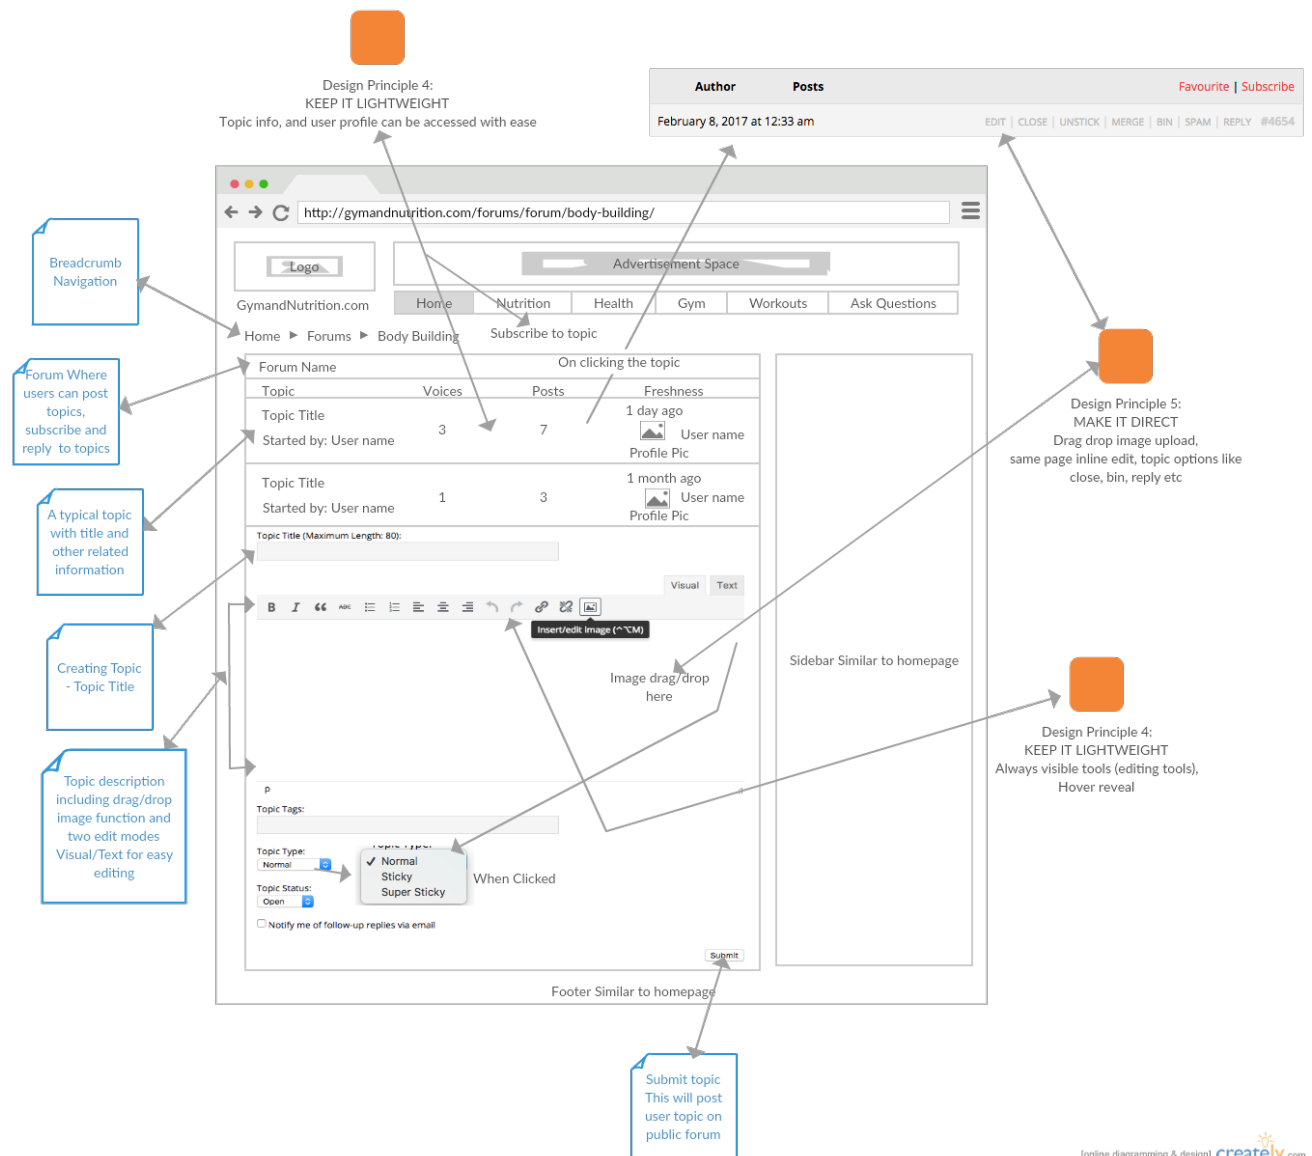 Design Principle 4:
KEEP IT LIGHTWEIGHT
Topic info, and user profile can be accessed with ease
Author Posts Favourite | Subscribe
February 8, 2017 at 12:33 am EDIT | CLOSE | UNSTICK | MERGE | BIN | SPAM | REPLY #4654
http://gymandnutrition.com/forums/forum/body-building/
Breadcrumb
Navigation
Logo
Advertisement Space
GymandNutrition.com
Home Nutrition Health Gym Workouts Ask Questions
Home ► Forums ► Body Building
Subscribe to topic
On clicking the topic
Forum Where
users can post
topics,
subscribe and
reply to topics
Forum Name
Topic Voices Posts Freshness
Topic Title
Started by: User name
3
7
1 day ago
User name
Profile Pic
Topic Title
Started by: User name
1
3
1 month ago
User name
Profile Pic
Design Principle 5:
MAKE IT DIRECT
Drag drop image upload,
same page inline edit, topic options like
close, bin, reply etc
A typical topic
with title and
other related
information
Topic Title (Maximum Length: 80):
Visual Text
B I ABC
Insert/edit image (^⌥M)
Creating Topic
- Topic Title
Image drag/drop
here
Sidebar Similar to homepage
Design Principle 4:
KEEP IT LIGHTWEIGHT
Always visible tools (editing tools),
Hover reveal
Topic description
including drag/drop
image function and
two edit modes
Visual/Text for easy
editing
p
Topic Tags:
Topic Type:
Normal
Topic Type:
✓ Normal
Sticky
Super Sticky
When Clicked
Topic Status:
Open
Notify me of follow-up replies via email
Submit
Footer Similar to homepage
Submit topic
This will post
user topic on
public forum
[online diagramming & design] creately.com